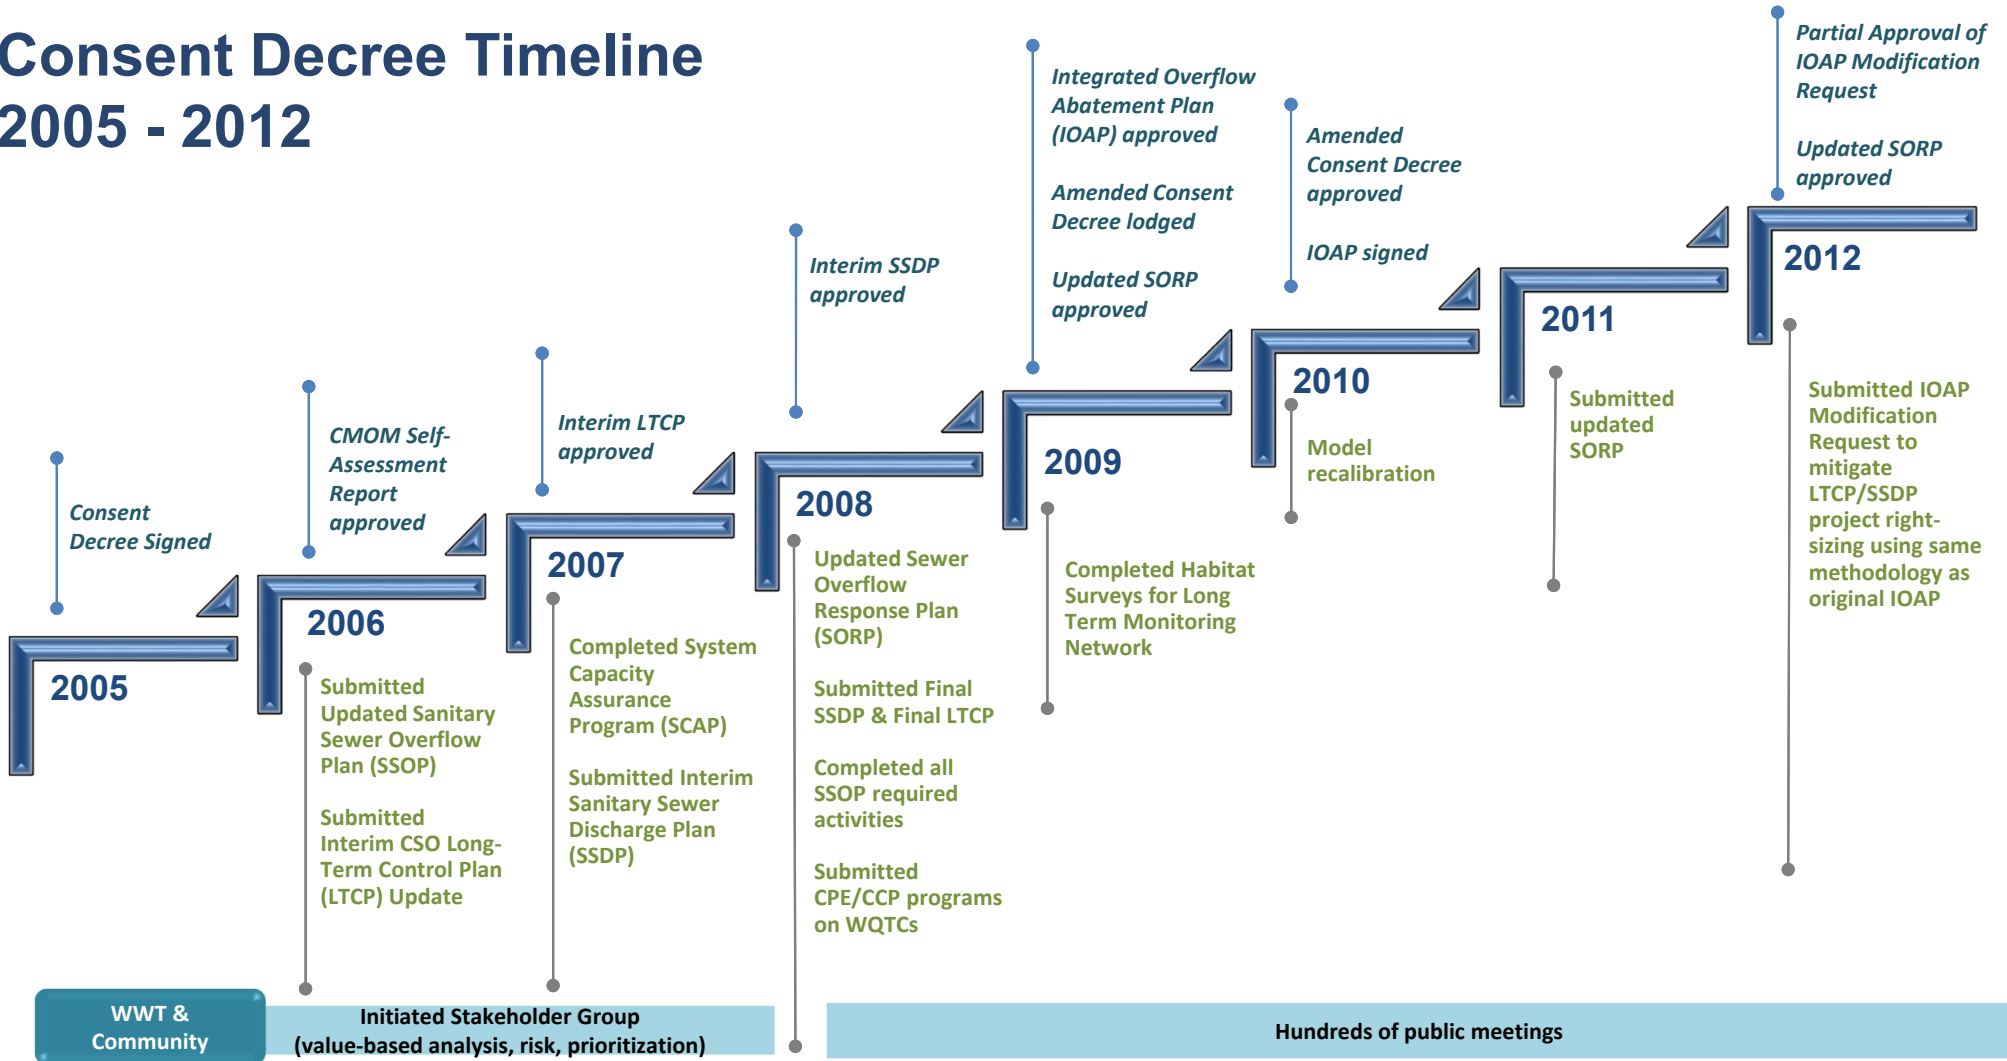 Consent Decree Timeline
2005 - 2012
Consent
Decree Signed
2005
CMOM Self-
Assessment
Report
approved
2006
Submitted
Updated Sanitary
Sewer Overflow
Plan (SSOP)
Submitted
Interim CSO Long-
Term Control Plan
(LTCP) Update
Interim LTCP
approved
2007
Completed System
Capacity
Assurance
Program (SCAP)
Submitted Interim
Sanitary Sewer
Discharge Plan
(SSDP)
Interim SSDP
approved
2008
Updated Sewer
Overflow
Response Plan
(SORP)
Submitted Final
SSDP & Final LTCP
Completed all
SSOP required
activities
Submitted
CPE/CCP programs
on WQTCs
Integrated Overflow
Abatement Plan
(IOAP) approved
Amended Consent
Decree lodged
Updated SORP
approved
2009
Completed Habitat
Surveys for Long
Term Monitoring
Network
Amended
Consent Decree
approved
IOAP signed
2010
Model
recalibration
2011
Submitted
updated
SORP
Partial Approval of
IOAP Modification
Request
Updated SORP
approved
2012
Submitted IOAP
Modification
Request to
mitigate
LTCP/SSDP
project right-
sizing using same
methodology as
original IOAP
WWT &
Community
Initiated Stakeholder Group
(value-based analysis, risk, prioritization)
Hundreds of public meetings